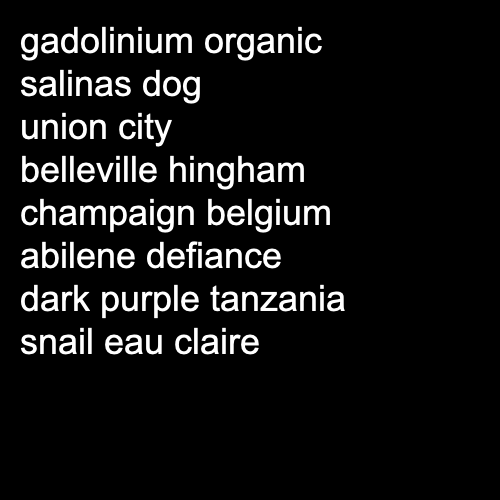 gadolinium organic
salinas dog
union city
belleville hingham
champaign belgium
abilene defiance
dark purple tanzania
snail eau claire